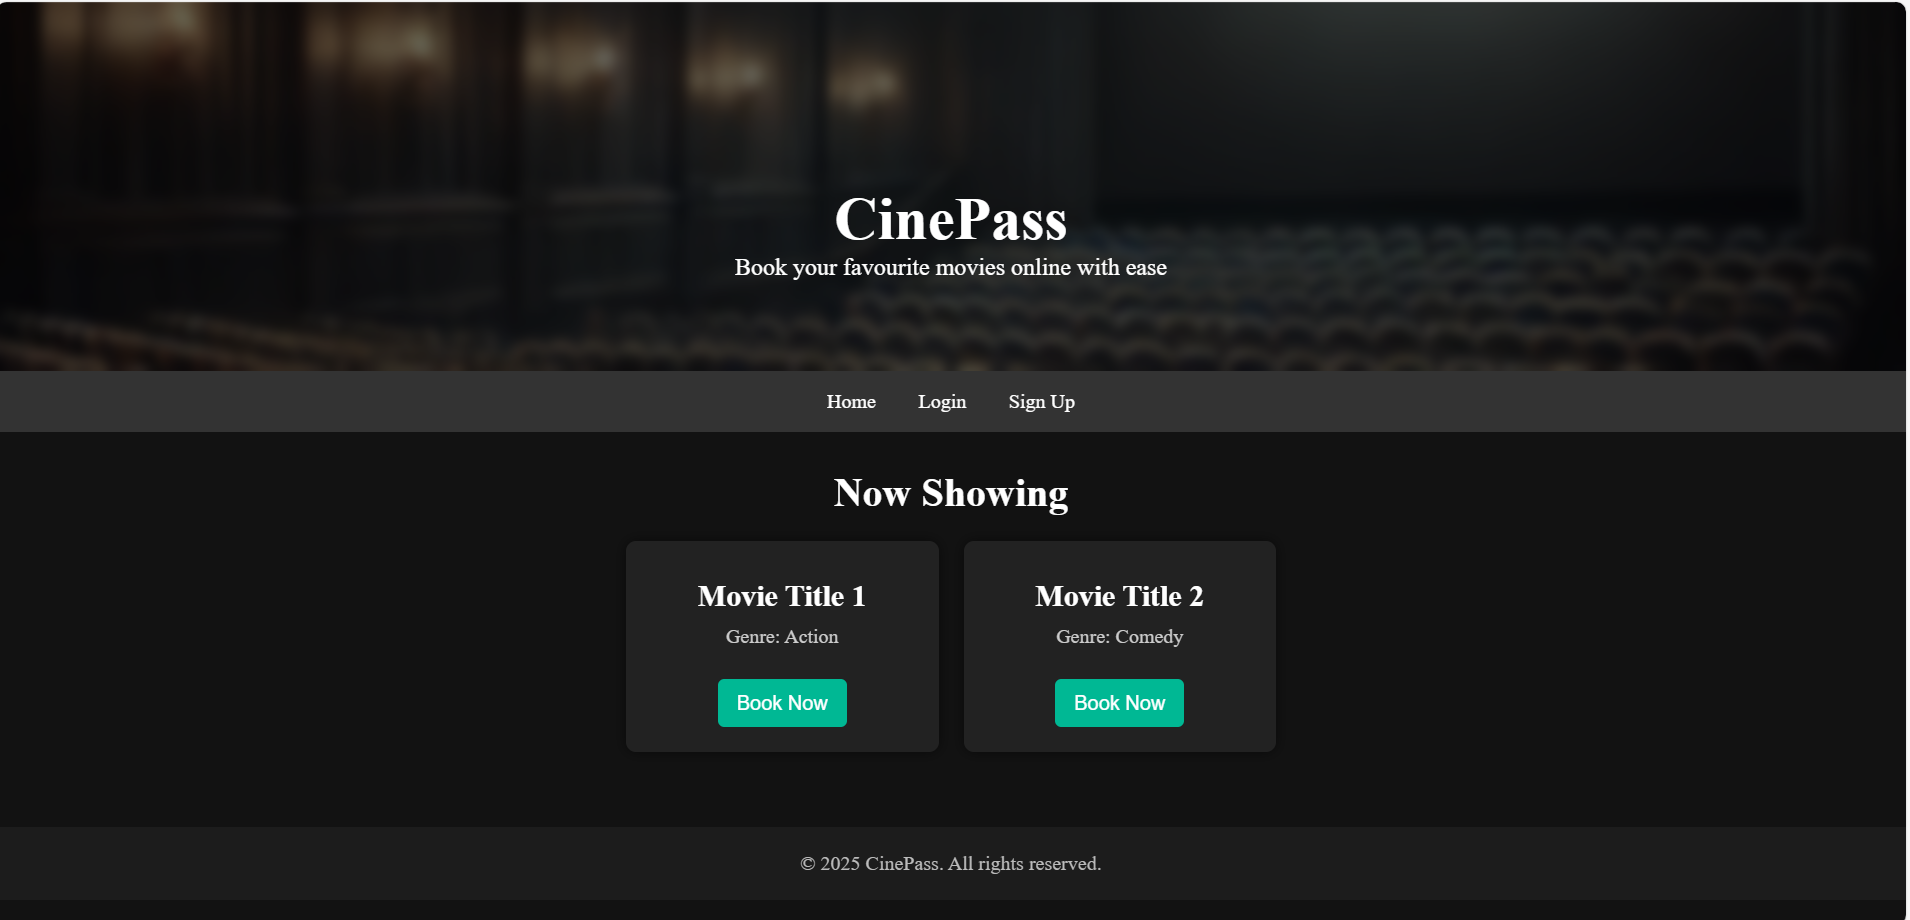 CinePass
Book your favourite movies online with ease
Home Login Sign Up
Now Showing
Movie Title 1
Genre: Action
Book Now
Movie Title 2
Genre: Comedy
Book Now
© 2025 CinePass. All rights reserved.